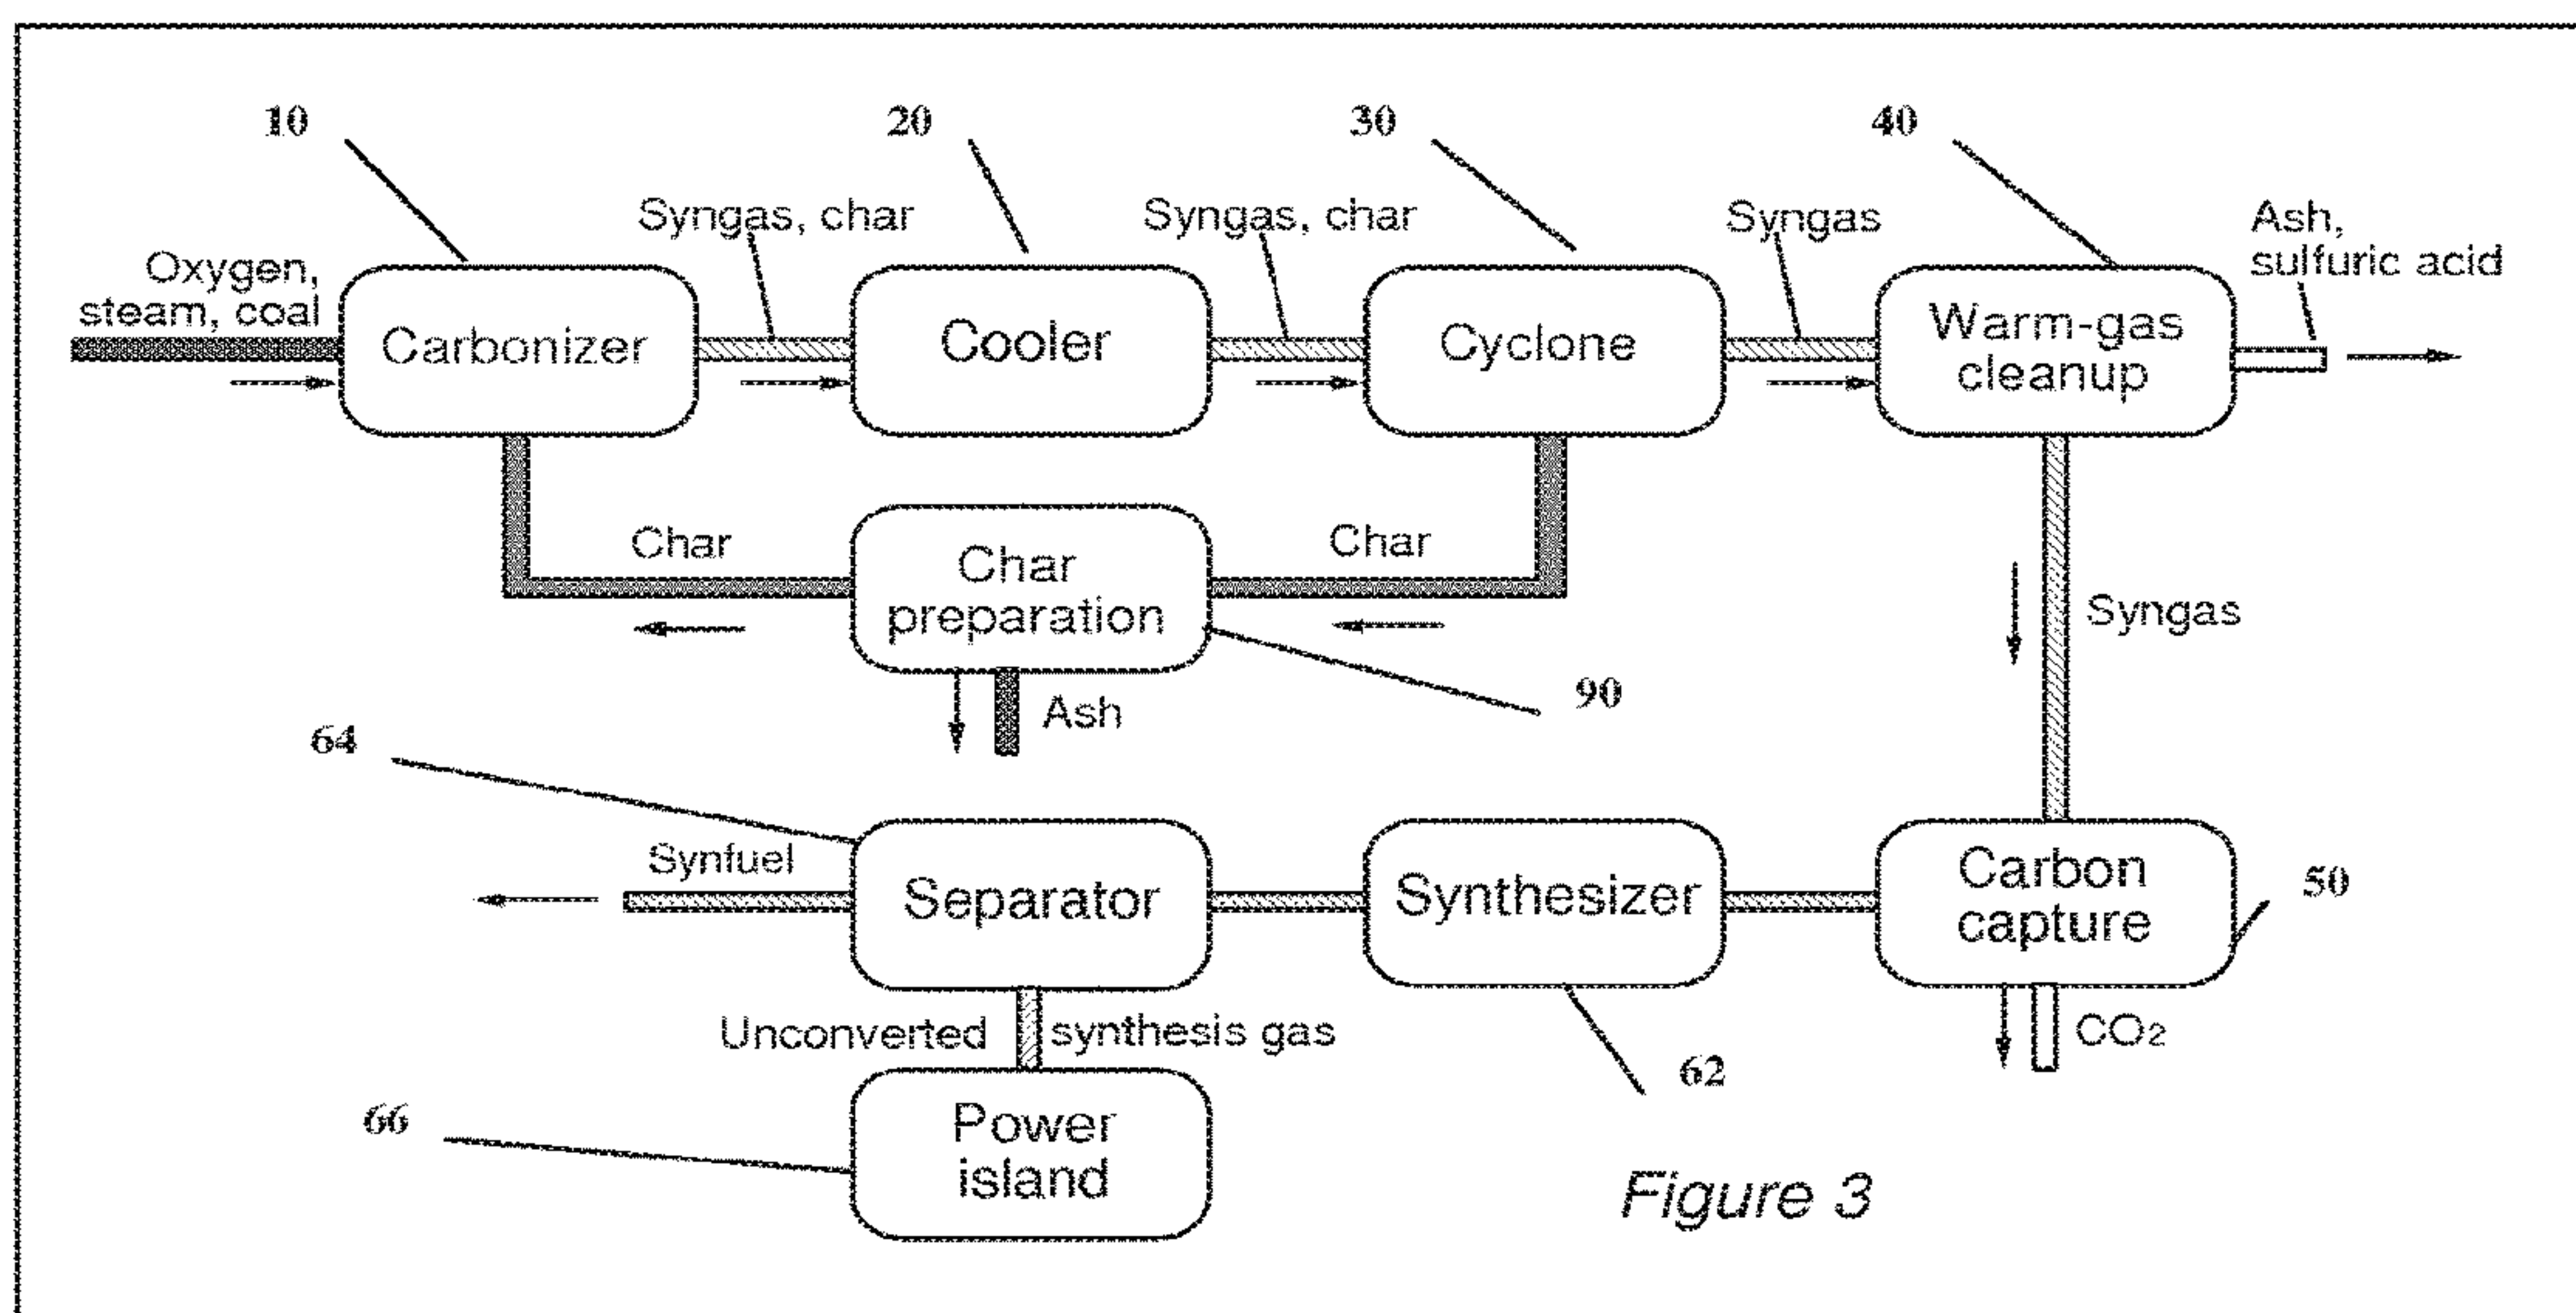 10
20
30
40
Syngas, char
Syngas, char
Syngas
Ash,
sulfuric acid
Oxygen,
steam, coal
Carbonizer
Cooler
Cyclone
Warm-gas
cleanup
Char
Char
preparation
Char
Syngas
90
Ash
64
Synfuel
Separator
Synthesizer
Carbon
capture
50
Unconverted synthesis gas
CO₂
62
66
Power
island
Figure 3